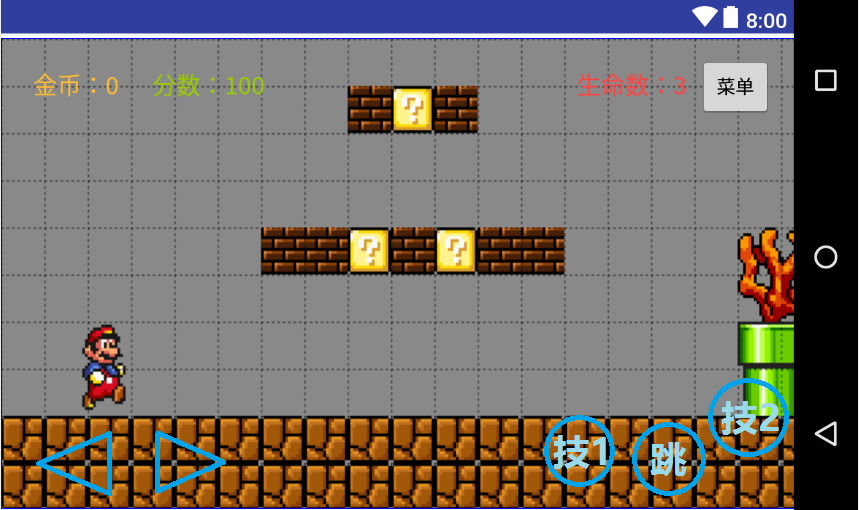 8:00
金币：0 分数：100 生命数：3 菜单
?
? ?
技2
技1 跳